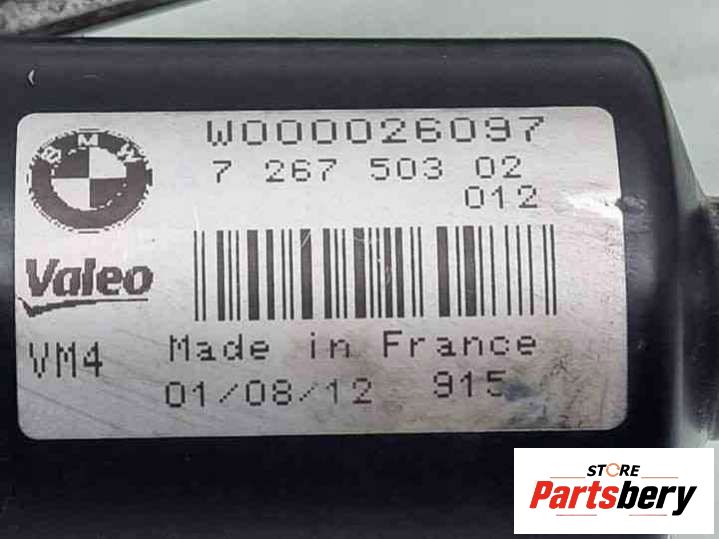 BMW
W000026097
7 267 503 02
012
Valeo
VM4
Made in France
01/08/12 915
STORE
Partsbery